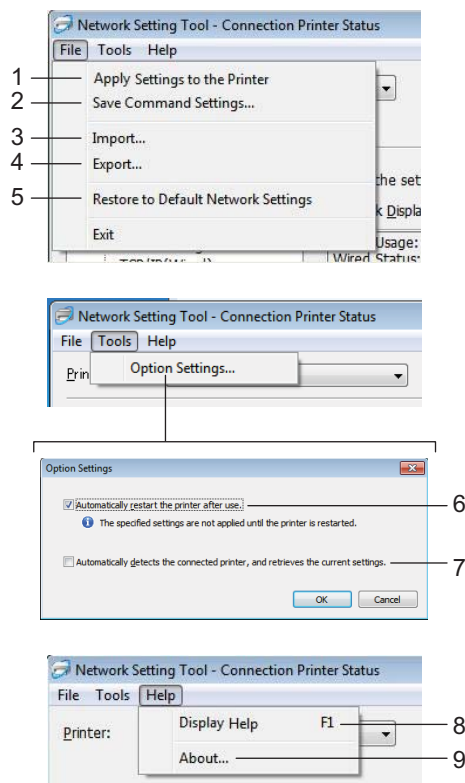 Network Setting Tool - Connection Printer Status
File Tools Help
1 Apply Settings to the Printer
2 Save Command Settings...
3 Import...
4 Export...
the set
5 Restore to Default Network Settings
k Displa
Exit
Usage:
Wired Status:
TCP/IP(Wired)
Network Setting Tool - Connection Printer Status
File Tools Help
Prin Option Settings...
Option Settings
Automatically restart the printer after use. 6
The specified settings are not applied until the printer is restarted.
Automatically detects the connected printer, and retrieves the current settings. 7
OK Cancel
Network Setting Tool - Connection Printer Status
File Tools Help
Printer: Display Help F1 8
About... 9